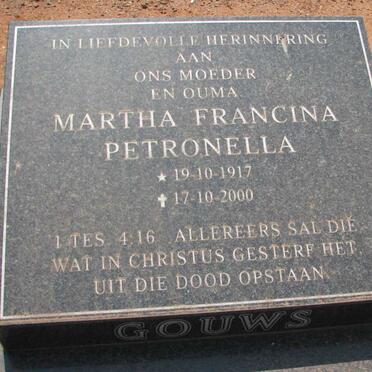 IN LIEFDEVOLLE HERINNERING
AAN
ONS MOEDER
EN OUMA
MARTHA FRANCINA
PETRONELLA
★ 19-10-1917
✝ 17-10-2000
1 TES 4:16 ALLEREERS SAL DIE
WAT IN CHRISTUS GESTERF HET
UIT DIE DOOD OPSTAAN
GOUWS